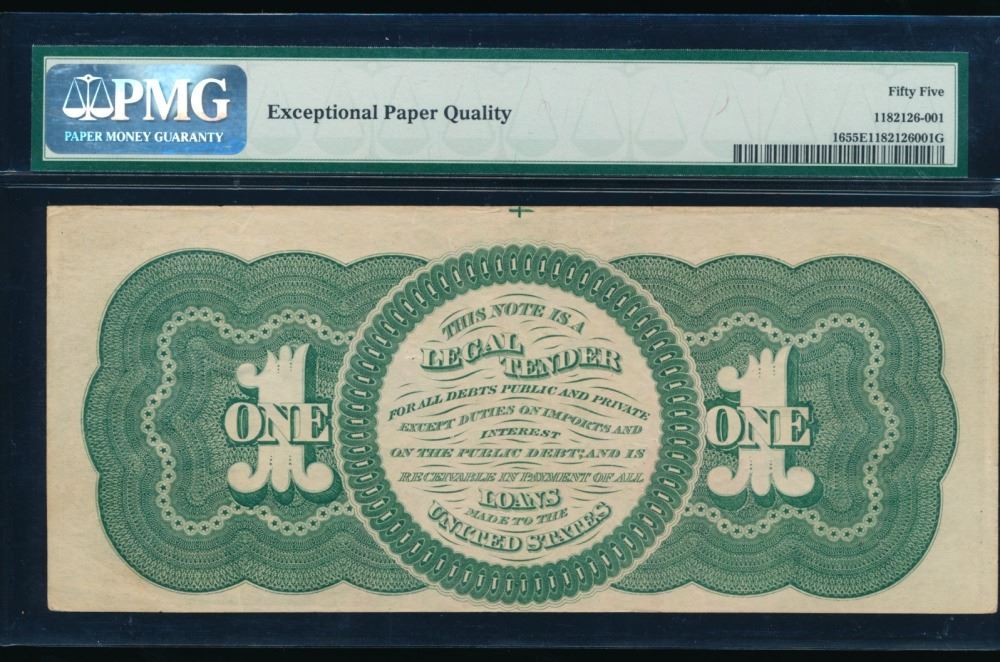 PMG
PAPER MONEY GUARANTY
Exceptional Paper Quality
Fifty Five
1182126-001
1655E1182126001G
THIS NOTE IS A
LEGAL TENDER
FOR ALL DEBTS PUBLIC AND PRIVATE
EXCEPT DUTIES ON IMPORTS AND
INTEREST
ON THE PUBLIC DEBT; AND IS
RECEIVABLE IN PAYMENT OF ALL
LOANS
MADE TO THE
UNITED STATES
1
ONE
1
ONE